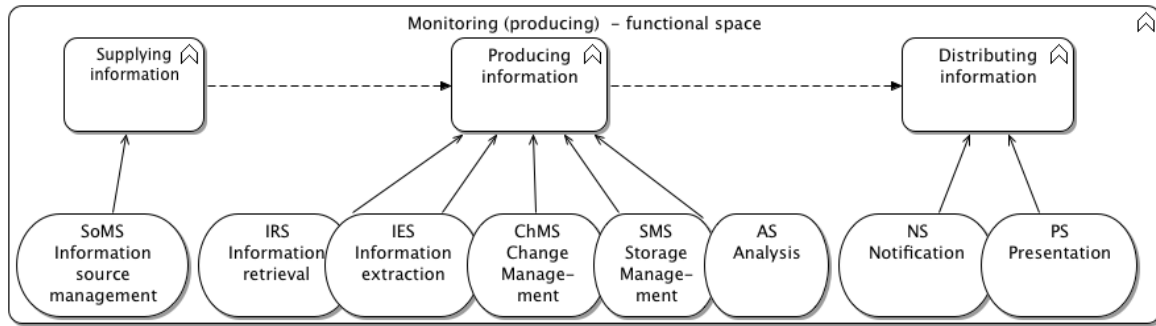 Monitoring (producing) – functional space
Supplying
information
Producing
information
Distributing
information
SoMS
Information
source
management
IRS
Information
retrieval
IES
Information
extraction
ChMS
Change
Manage-
ment
SMS
Storage
Manage-
ment
AS
Analysis
NS
Notification
PS
Presentation